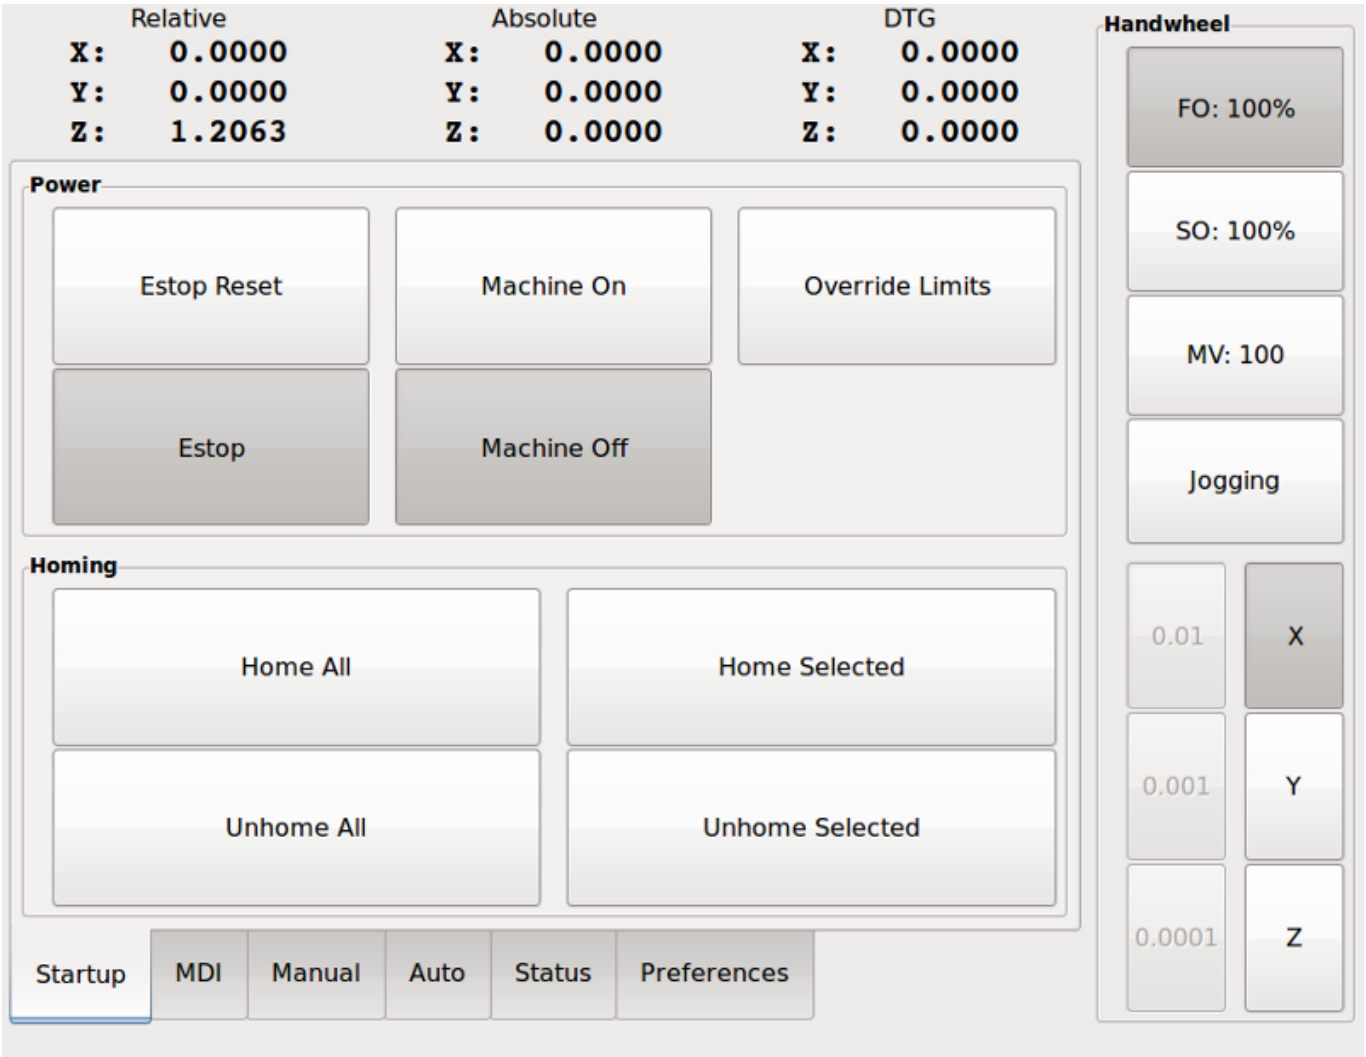 Relative Absolute DTG
X: 0.0000 X: 0.0000 X: 0.0000
Y: 0.0000 Y: 0.0000 Y: 0.0000
Z: 1.2063 Z: 0.0000 Z: 0.0000
Power
Estop Reset Machine On Override Limits
Estop Machine Off
Homing
Home All Home Selected
Unhome All Unhome Selected
Startup MDI Manual Auto Status Preferences
Handwheel
FO: 100%
SO: 100%
MV: 100
Jogging
0.01 X
0.001 Y
0.0001 Z